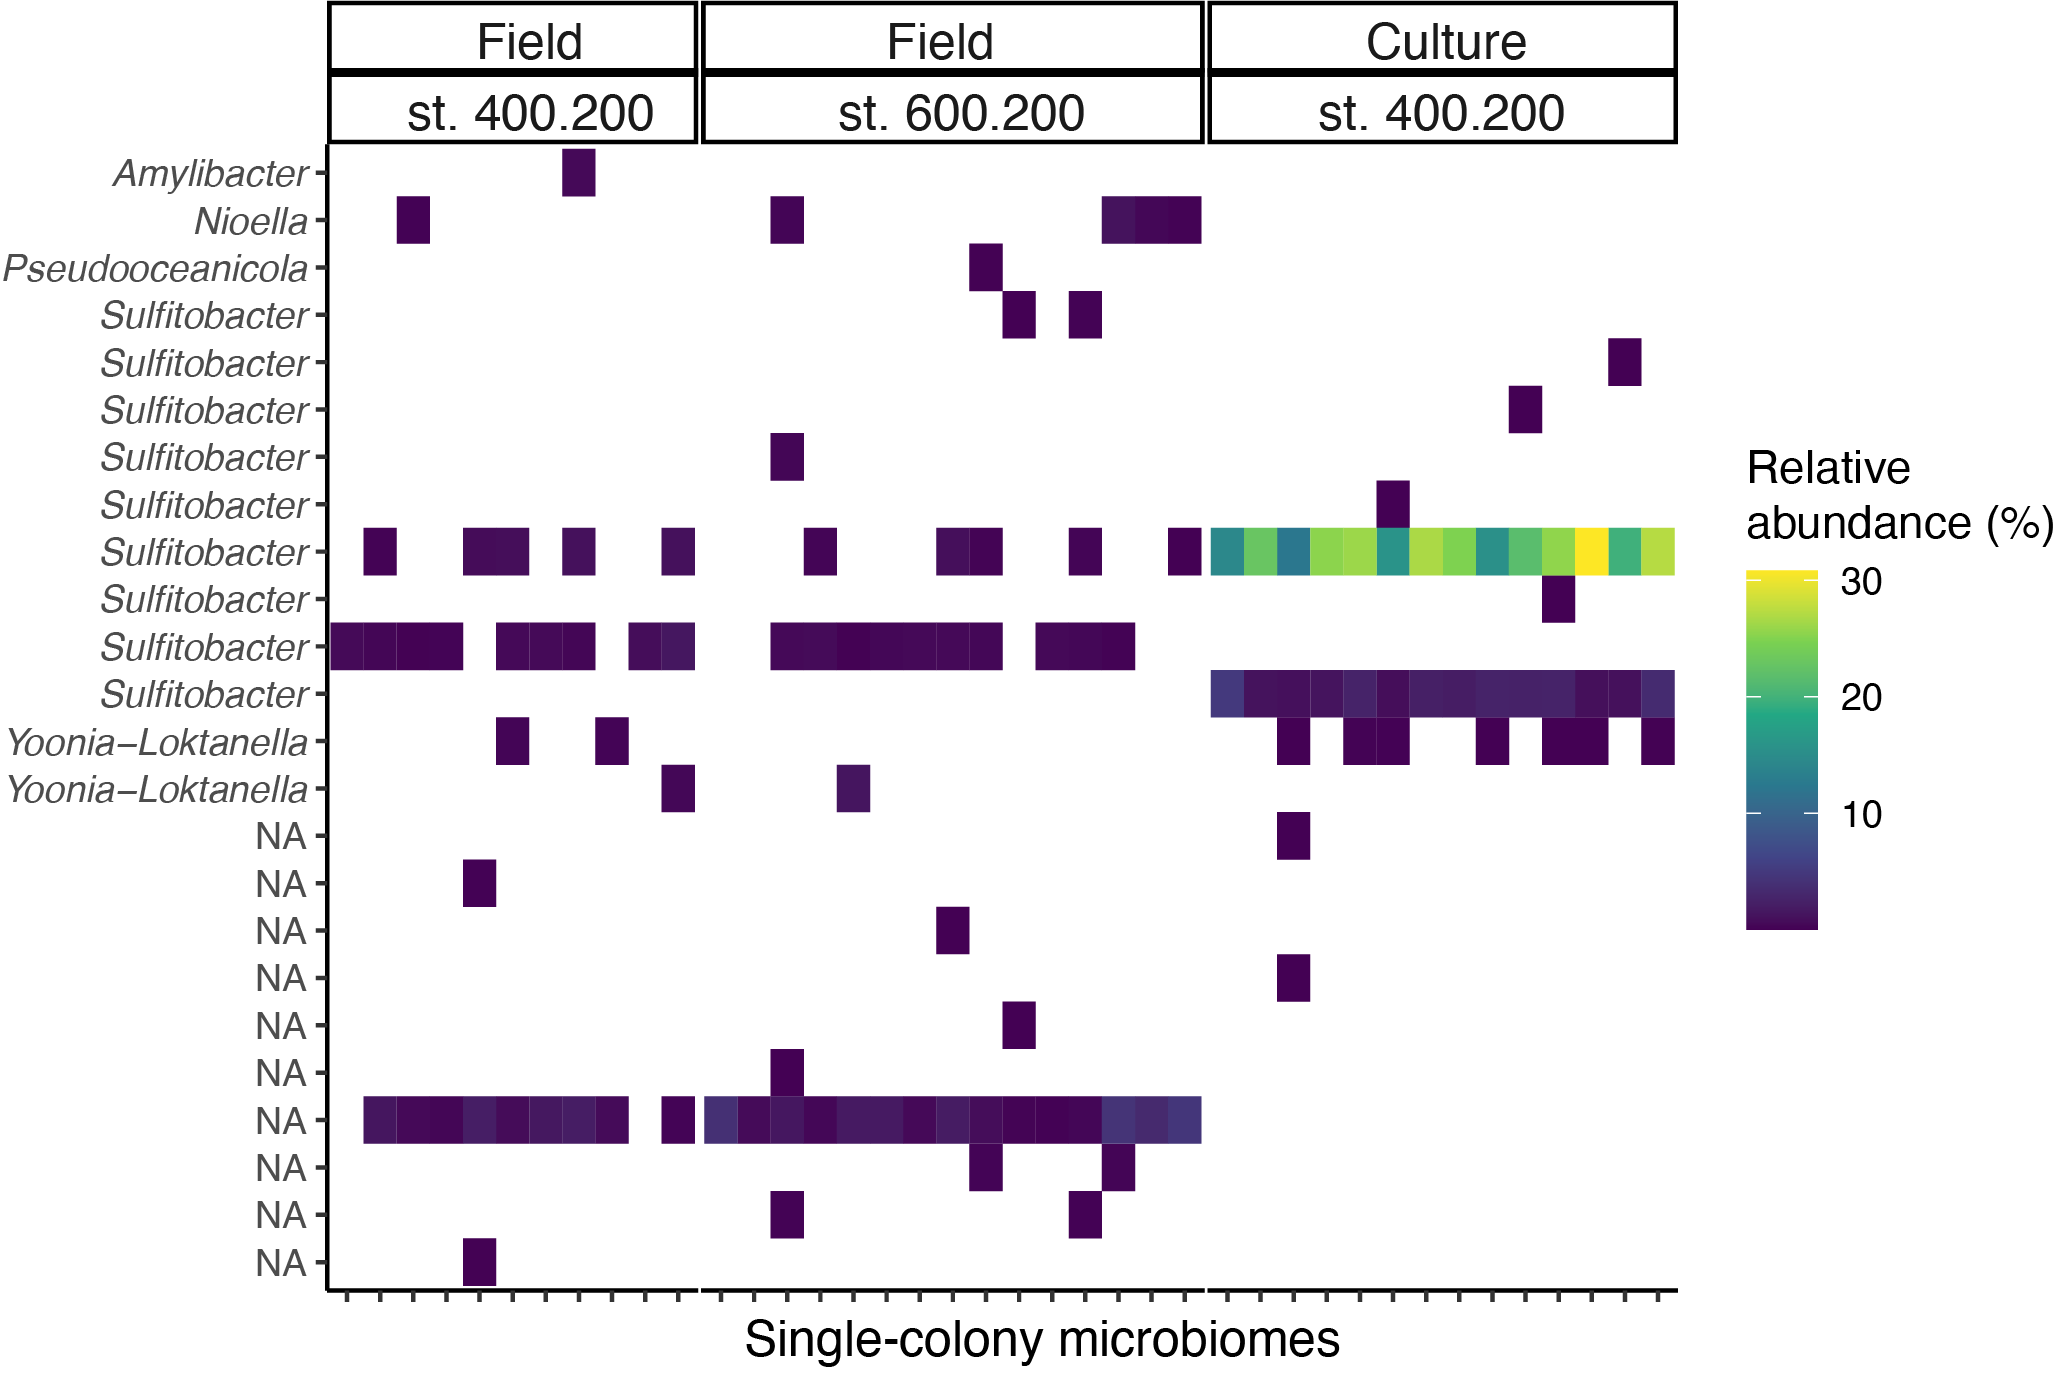 Field
Field
Culture
st. 400.200
st. 600.200
st. 400.200
Amylibacter
Nioella
Pseudooceanicola
Sulfitobacter
Sulfitobacter
Sulfitobacter
Sulfitobacter
Sulfitobacter
Sulfitobacter
Sulfitobacter
Sulfitobacter
Sulfitobacter
Yoonia−Loktanella
Yoonia−Loktanella
NA
NA
NA
NA
NA
NA
NA
NA
NA
NA
Single-colony microbiomes
Relative
abundance (%)
30
20
10